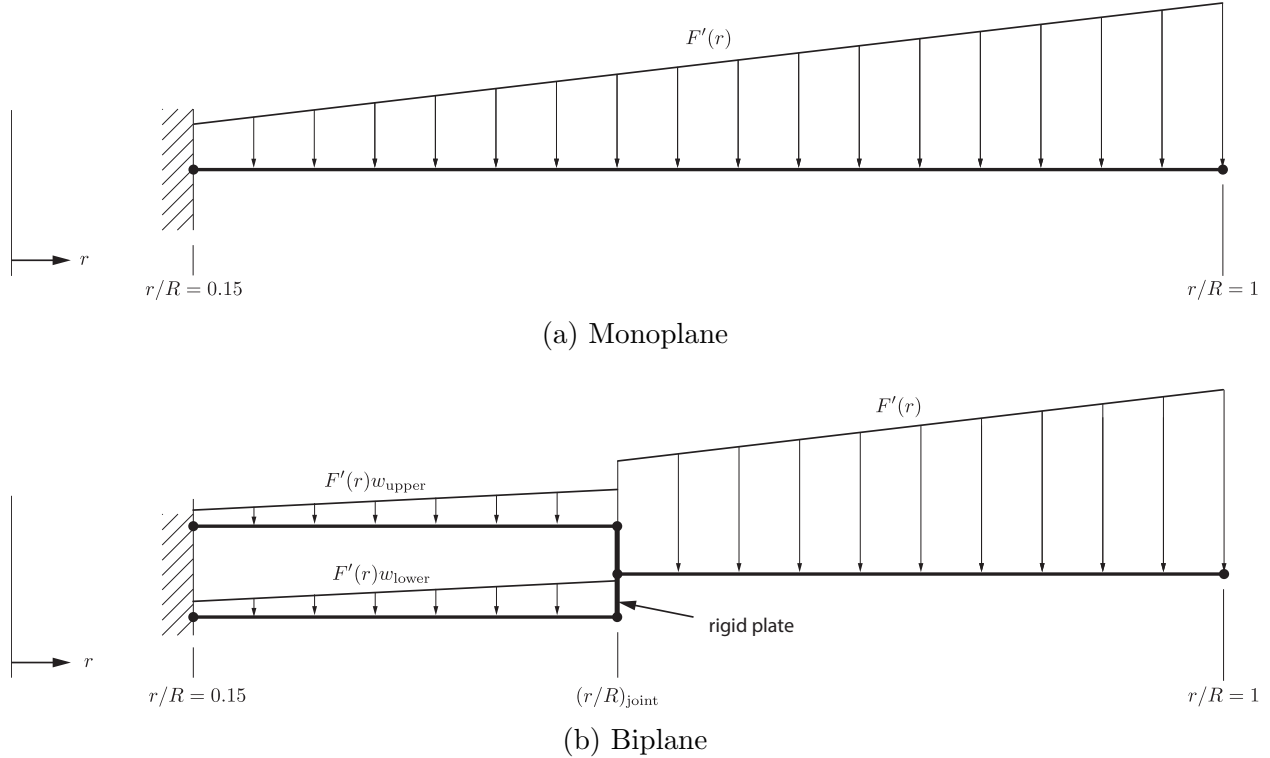 F′(r)
r
r/R = 0.15
r/R = 1
(a) Monoplane
F′(r)
F′(r)w_upper
F′(r)w_lower
rigid plate
r
r/R = 0.15
(r/R)_joint
r/R = 1
(b) Biplane